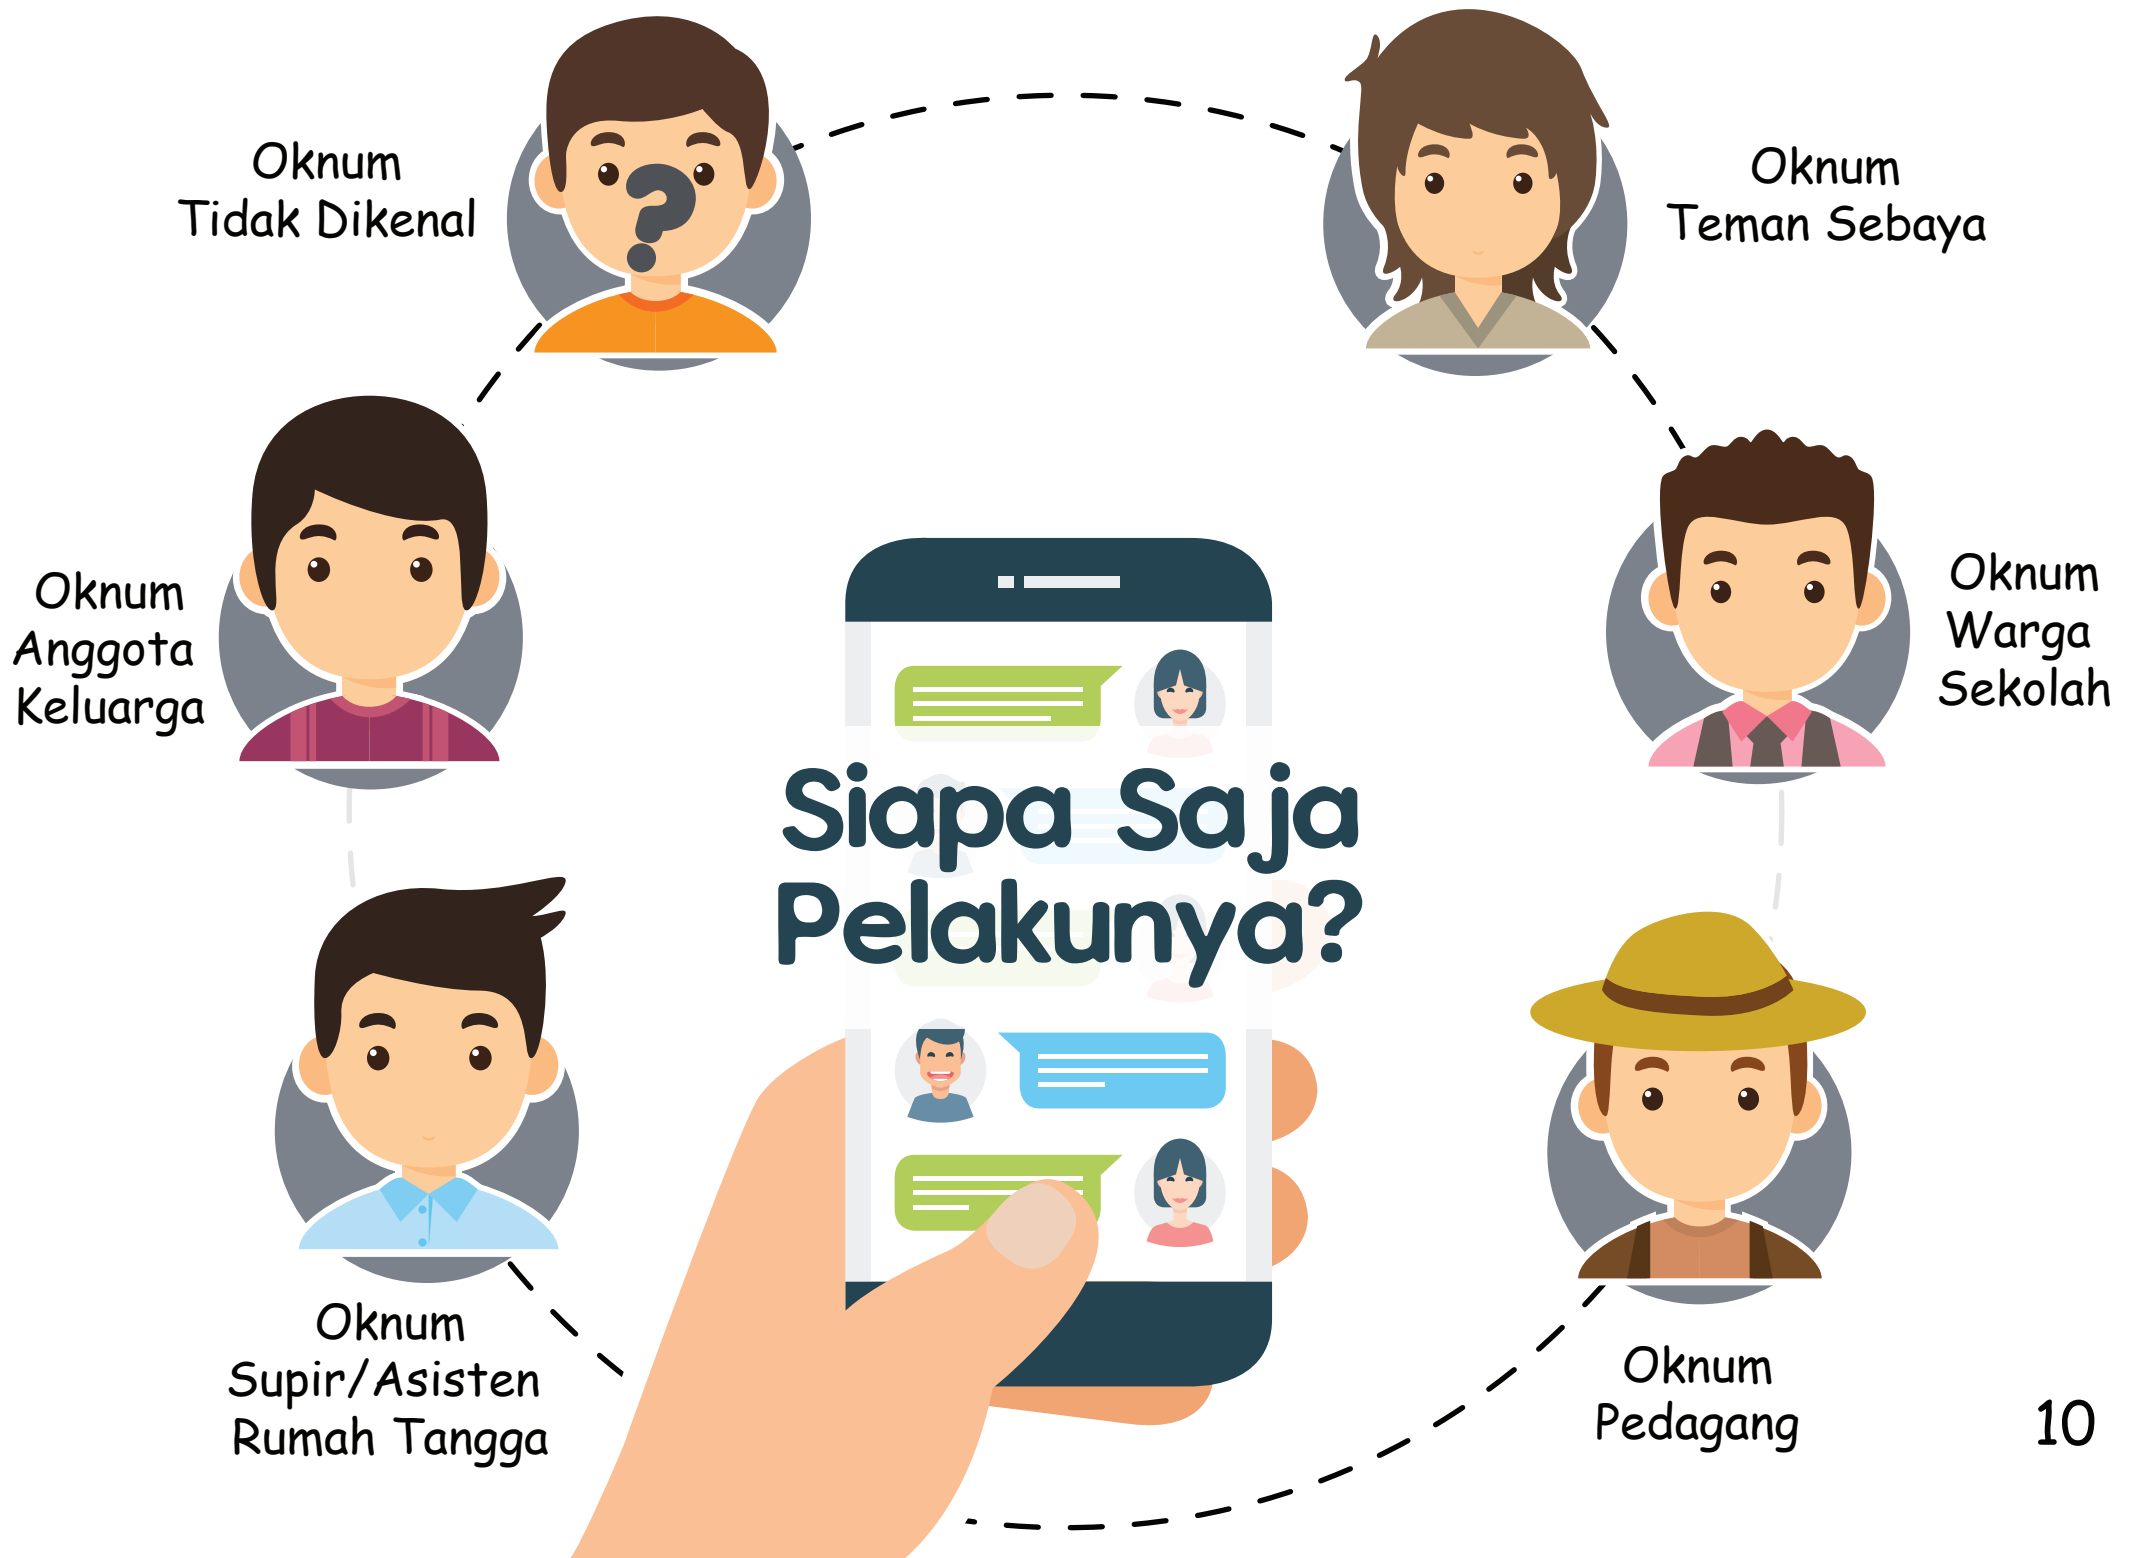 Oknum
Tidak Dikenal
Oknum
Teman Sebaya
Oknum
Anggota
Keluarga
Oknum
Warga
Sekolah
Siapa Saja
Pelakunya?
Oknum
Supir/Asisten
Rumah Tangga
Oknum
Pedagang
10